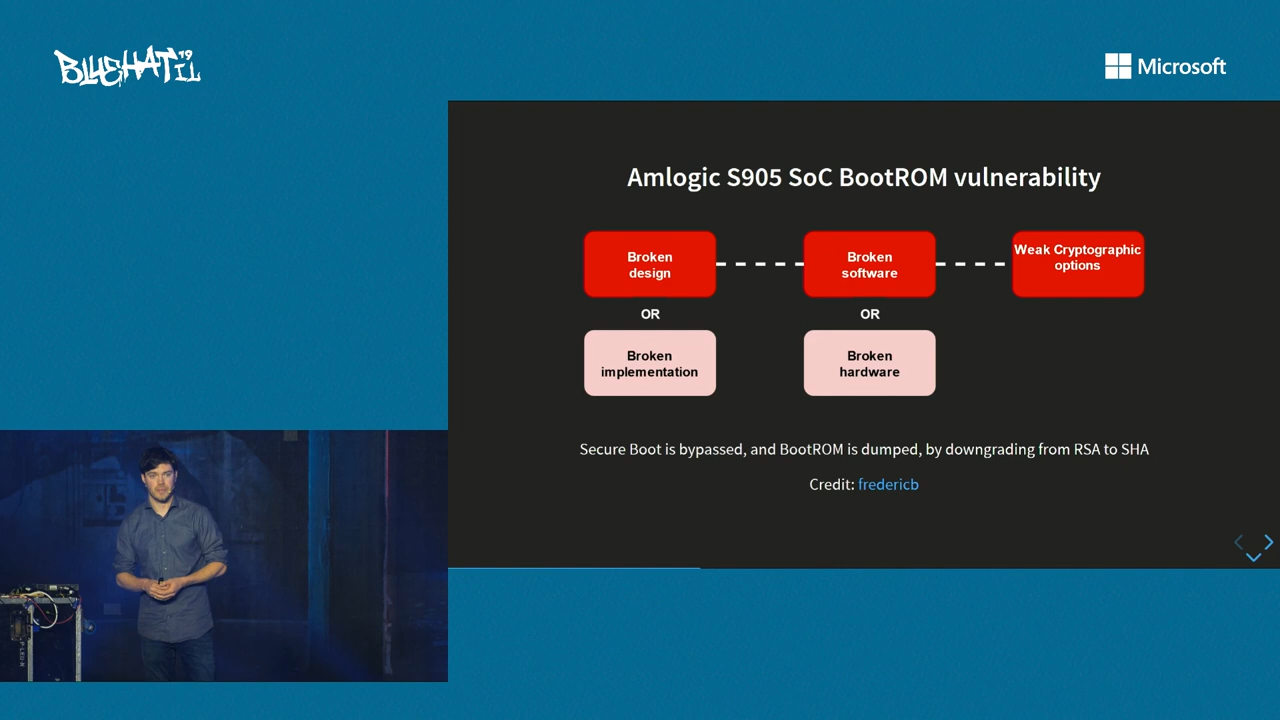 BLUEHAT 19
IL
Microsoft
Amlogic S905 SoC BootROM vulnerability
Broken
design
Broken
software
Weak Cryptographic
options
OR
OR
Broken
implementation
Broken
hardware
Secure Boot is bypassed, and BootROM is dumped, by downgrading from RSA to SHA
Credit: fredericb